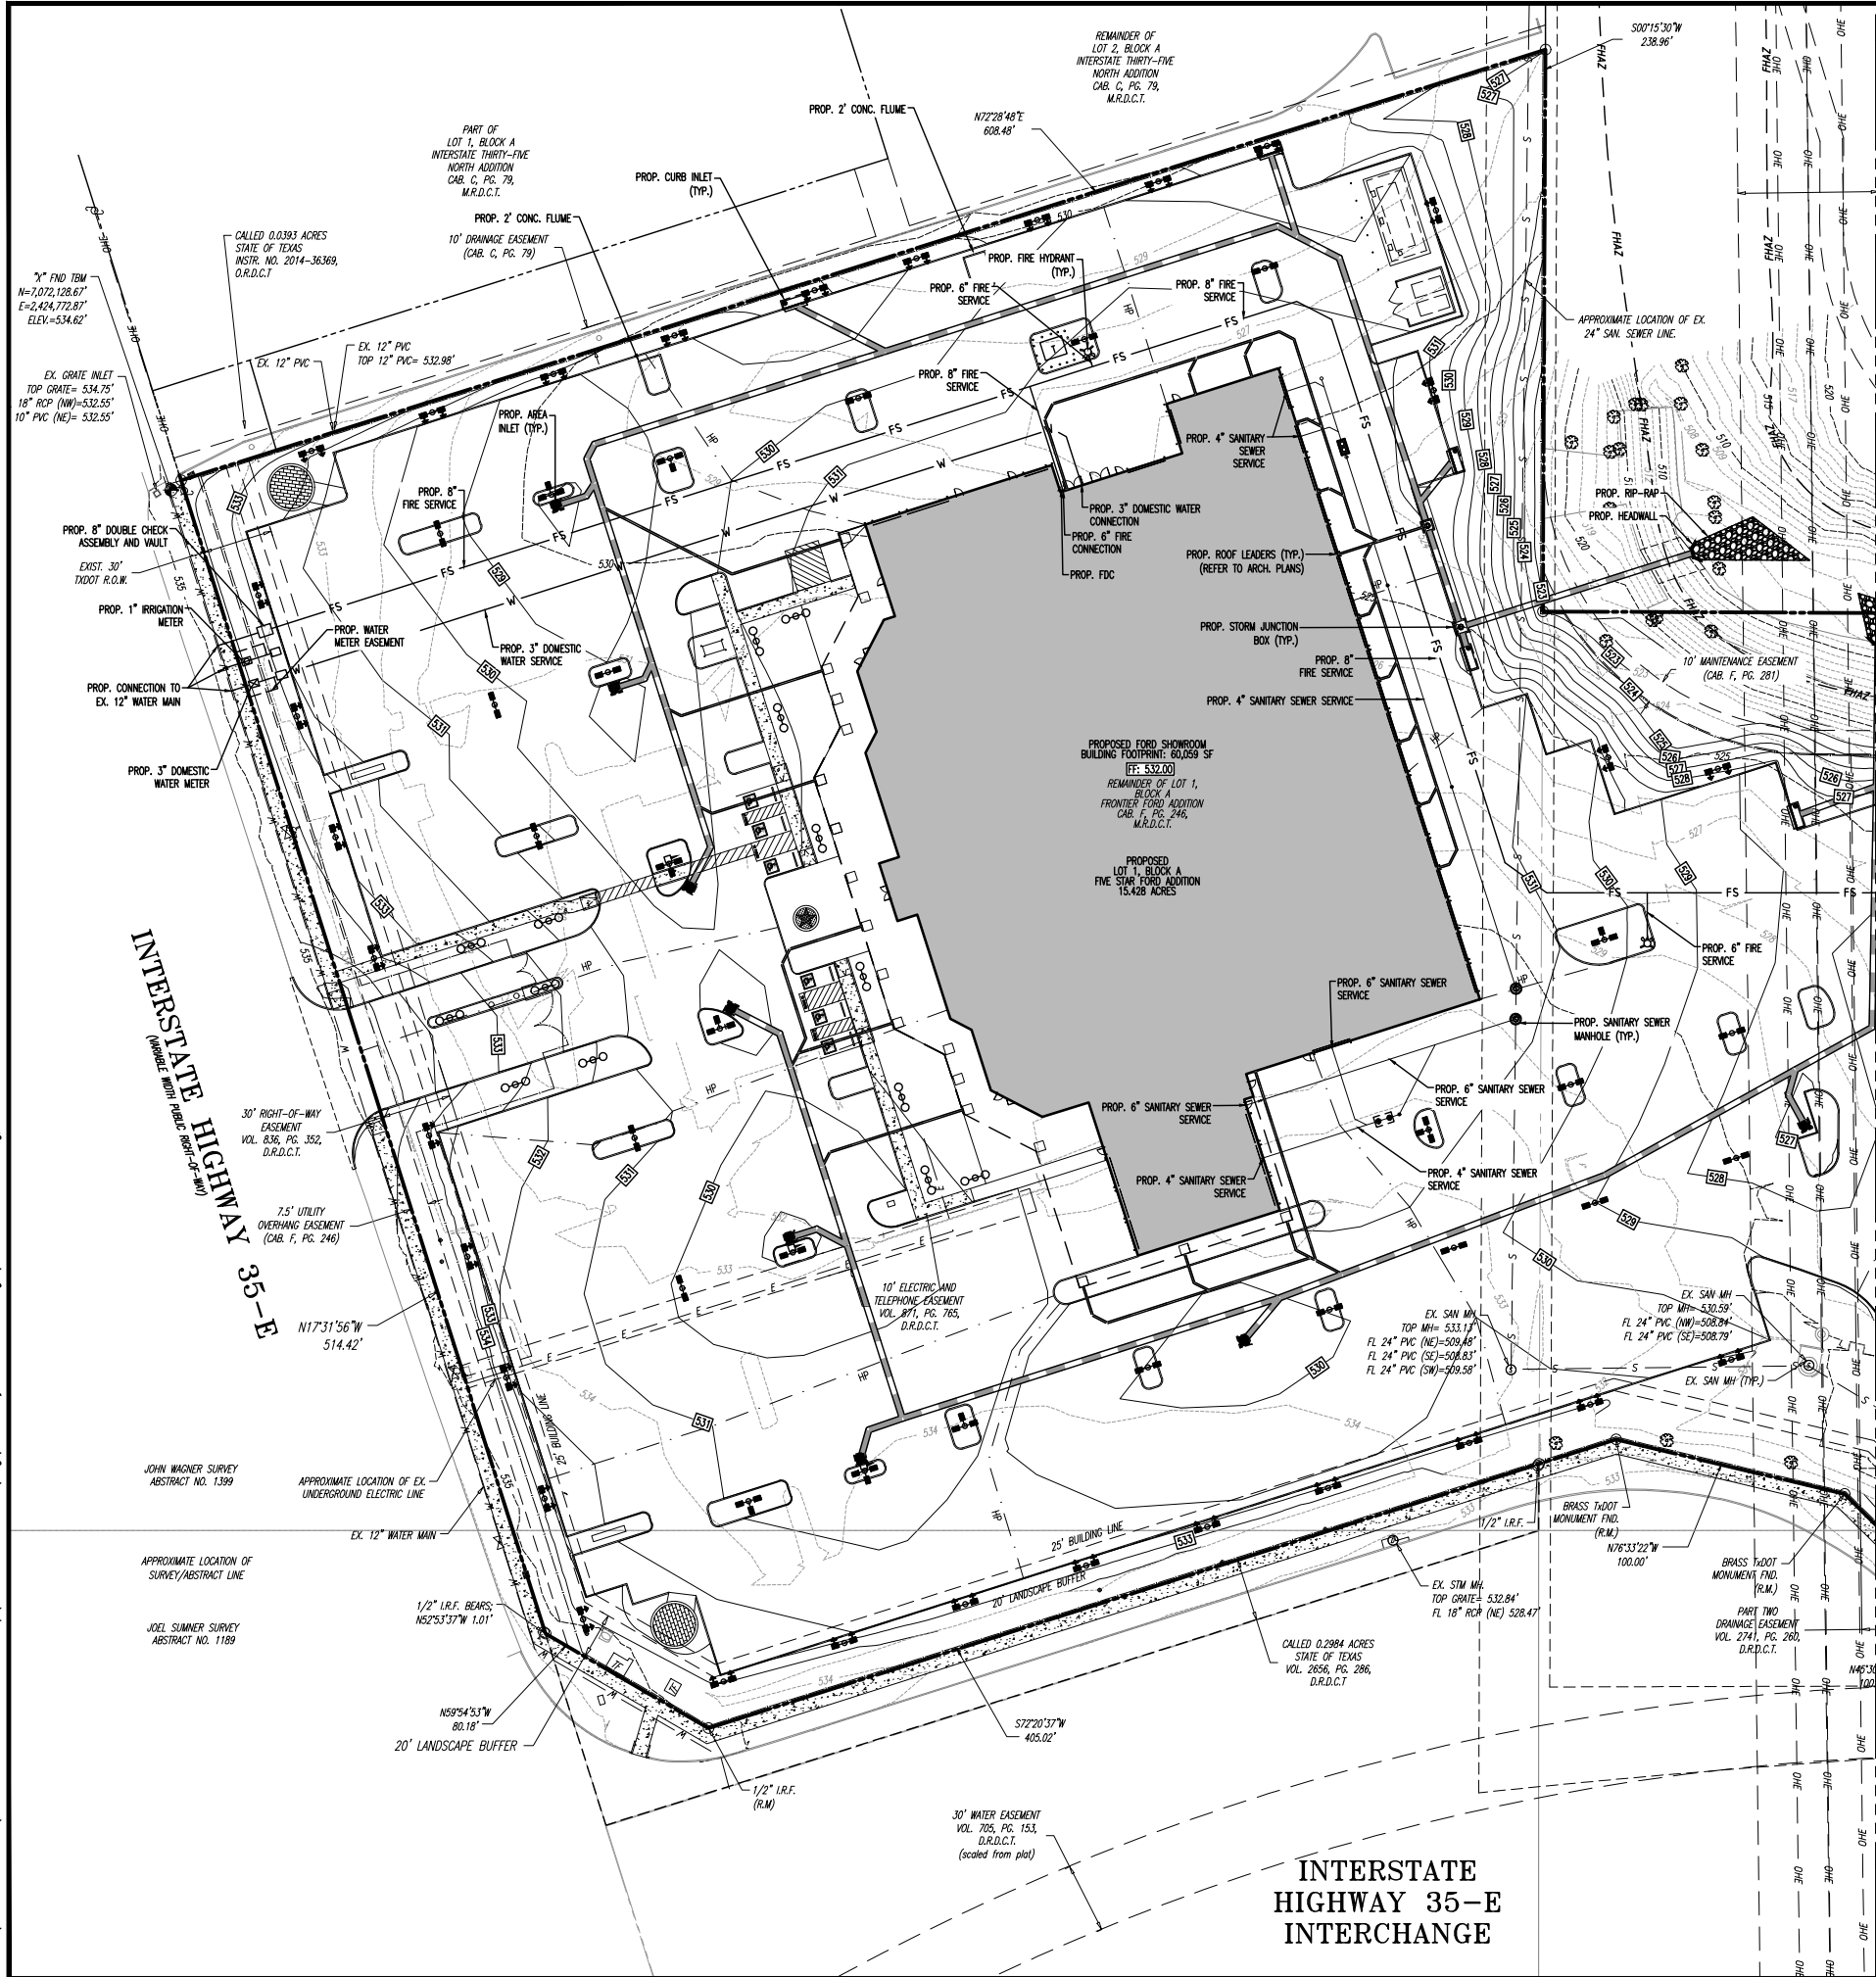 REMAINDER OF
LOT 2, BLOCK A
INTERSTATE THIRTY-FIVE
NORTH ADDITION
CAB. C, PG. 79,
M.R.D.C.T.
S00°15'30"W
238.96'
PROP. 2' CONC. FLUME
N72°28'48"E
608.48'
PART OF
LOT 1, BLOCK A
INTERSTATE THIRTY-FIVE
NORTH ADDITION
CAB. C, PG. 79,
M.R.D.C.T.
PROP. CURB INLET
(TYP.)
PROP. 2' CONC. FLUME
10' DRAINAGE EASEMENT
(CAB. C, PG. 79)
CALLED 0.0393 ACRES
STATE OF TEXAS
INSTR. NO. 2014-36369,
O.R.D.C.T
"X" FND TBM
N=7,072,128.67'
E=2,424,772.87'
ELEV.=534.62'
PROP. FIRE HYDRANT
(TYP.)
PROP. 6" FIRE
SERVICE
PROP. 8" FIRE
SERVICE
APPROXIMATE LOCATION OF EX.
24" SAN. SEWER LINE.
EX. 12" PVC
EX. 12" PVC
TOP 12" PVC= 532.98'
EX. GRATE INLET
TOP GRATE= 534.75'
18" RCP (NW)=532.55'
10" PVC (NE)= 532.55'
PROP. 8" FIRE
SERVICE
PROP. AREA
INLET (TYP.)
PROP. 4" SANITARY
SEWER
SERVICE
PROP. 8"
FIRE SERVICE
PROP. RIP-RAP
PROP. HEADWALL
PROP. 3" DOMESTIC WATER
CONNECTION
PROP. 6" FIRE
CONNECTION
PROP. FDC
PROP. 8" DOUBLE CHECK
ASSEMBLY AND VAULT
EXIST. 30'
TXDOT R.O.W.
PROP. ROOF LEADERS (TYP.)
(REFER TO ARCH. PLANS)
PROP. 1" IRRIGATION
METER
PROP. WATER
METER EASEMENT
PROP. 3" DOMESTIC
WATER SERVICE
PROP. STORM JUNCTION
BOX (TYP.)
PROP. 8"
FIRE SERVICE
10' MAINTENANCE EASEMENT
(CAB. F, PG. 281)
PROP. CONNECTION TO
EX. 12" WATER MAIN
PROP. 4" SANITARY SEWER SERVICE
PROP. 3" DOMESTIC
WATER METER
PROPOSED FORD SHOWROOM
BUILDING FOOTPRINT: 60,059 SF
FF: 532.00
REMAINDER OF LOT 1,
BLOCK A
FRONTIER FORD ADDITION
CAB. F, PG. 246,
M.R.D.C.T.
PROPOSED
LOT 1, BLOCK A
FIVE STAR FORD ADDITION
15.428 ACRES
INTERSTATE HIGHWAY 35-E
(VARIABLE WIDTH PUBLIC RIGHT-OF-WAY)
PROP. 6" FIRE
SERVICE
PROP. 6" SANITARY SEWER
SERVICE
PROP. SANITARY SEWER
MANHOLE (TYP.)
30' RIGHT-OF-WAY
EASEMENT
VOL. 836, PG. 352,
D.R.D.C.T.
PROP. 6" SANITARY SEWER
SERVICE
PROP. 6" SANITARY SEWER
SERVICE
PROP. 4" SANITARY SEWER
SERVICE
PROP. 4" SANITARY SEWER
SERVICE
7.5' UTILITY
OVERHANG EASEMENT
(CAB. F, PG. 246)
10' ELECTRIC AND
TELEPHONE EASEMENT
VOL. 871, PG. 765,
D.R.D.C.T.
N17°31'56"W
514.42'
EX. SAN MH
TOP MH= 533.13'
FL 24" PVC (NE)=509.48'
FL 24" PVC (SE)=508.83'
FL 24" PVC (SW)=509.58'
EX. SAN MH
TOP MH= 530.59'
FL 24" PVC (NW)=508.84'
FL 24" PVC (SE)=508.79'
EX. SAN MH (TYP.)
25' BUILDING LINE
JOHN WAGNER SURVEY
ABSTRACT NO. 1399
APPROXIMATE LOCATION OF EX.
UNDERGROUND ELECTRIC LINE
EX. 12" WATER MAIN
25' BUILDING LINE
20' LANDSCAPE BUFFER
1/2" I.R.F.
BRASS TxDOT
MONUMENT FND.
(R.M.)
N76°33'22"W
100.00'
BRASS TxDOT
MONUMENT FND.
(R.M.)
APPROXIMATE LOCATION OF
SURVEY/ABSTRACT LINE
1/2" I.R.F. BEARS,
N52°53'37"W 1.01'
JOEL SUMNER SURVEY
ABSTRACT NO. 1189
EX. STM MH.
TOP GRATE= 532.84'
FL 18" RCP (NE) 528.47'
PART TWO
DRAINAGE EASEMENT
VOL. 2741, PG. 260,
D.R.D.C.T.
CALLED 0.2984 ACRES
STATE OF TEXAS
VOL. 2656, PG. 286,
D.R.D.C.T
N59°54'53"W
80.18'
20' LANDSCAPE BUFFER
S72°20'37"W
405.02'
1/2" I.R.F.
(R.M)
30' WATER EASEMENT
VOL. 705, PG. 153,
D.R.D.C.T.
(scaled from plat)
INTERSTATE
HIGHWAY 35-E
INTERCHANGE